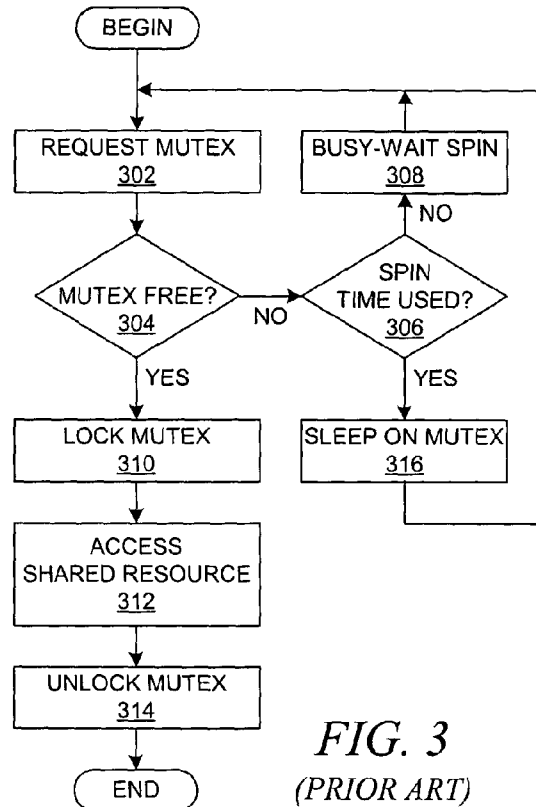 BEGIN
REQUEST MUTEX
302
BUSY-WAIT SPIN
308
NO
MUTEX FREE?
304
NO
SPIN
TIME USED?
306
YES
YES
LOCK MUTEX
310
SLEEP ON MUTEX
316
ACCESS
SHARED RESOURCE
312
UNLOCK MUTEX
314
END
FIG. 3
(PRIOR ART)